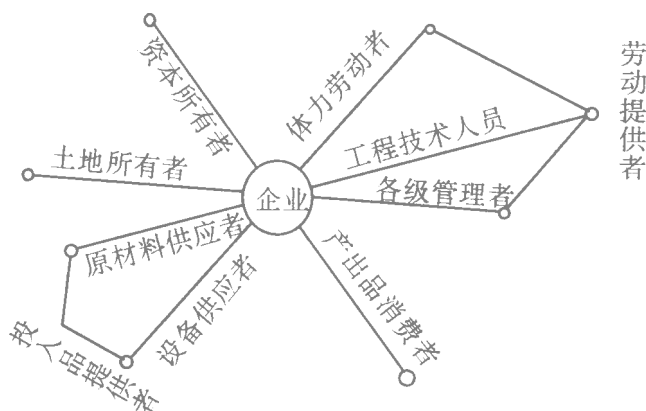 资本所有者
体力劳动者
劳动提供者
工程技术人员
土地所有者
各级管理者
企业
原材料供应者
设备供应者
产出品消费者
投入品提供者